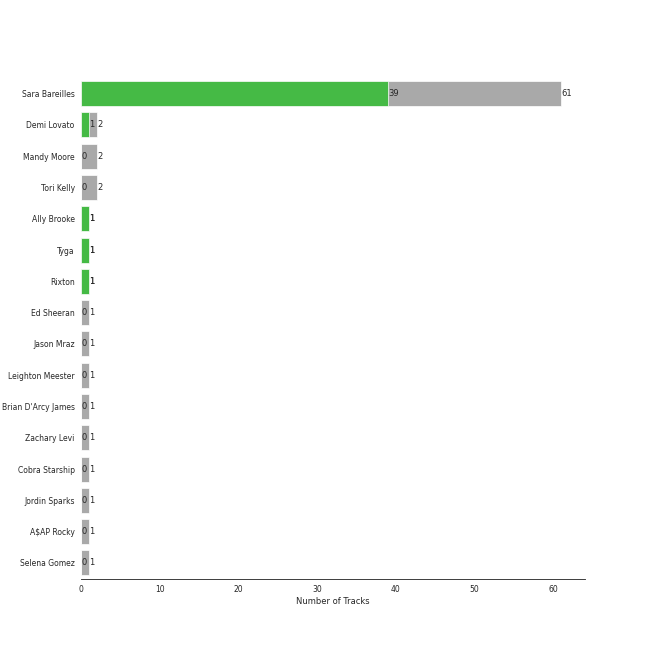 Sara Bareilles 39 61
Demi Lovato 1 2
Mandy Moore 0 2
Tori Kelly 0 2
Ally Brooke 1
Tyga 1
Rixton 1
Ed Sheeran 0 1
Jason Mraz 0 1
Leighton Meester 0 1
Brian D'Arcy James 0 1
Zachary Levi 0 1
Cobra Starship 0 1
Jordin Sparks 0 1
A$AP Rocky 0 1
Selena Gomez 0 1
0 10 20 30 40 50 60
Number of Tracks